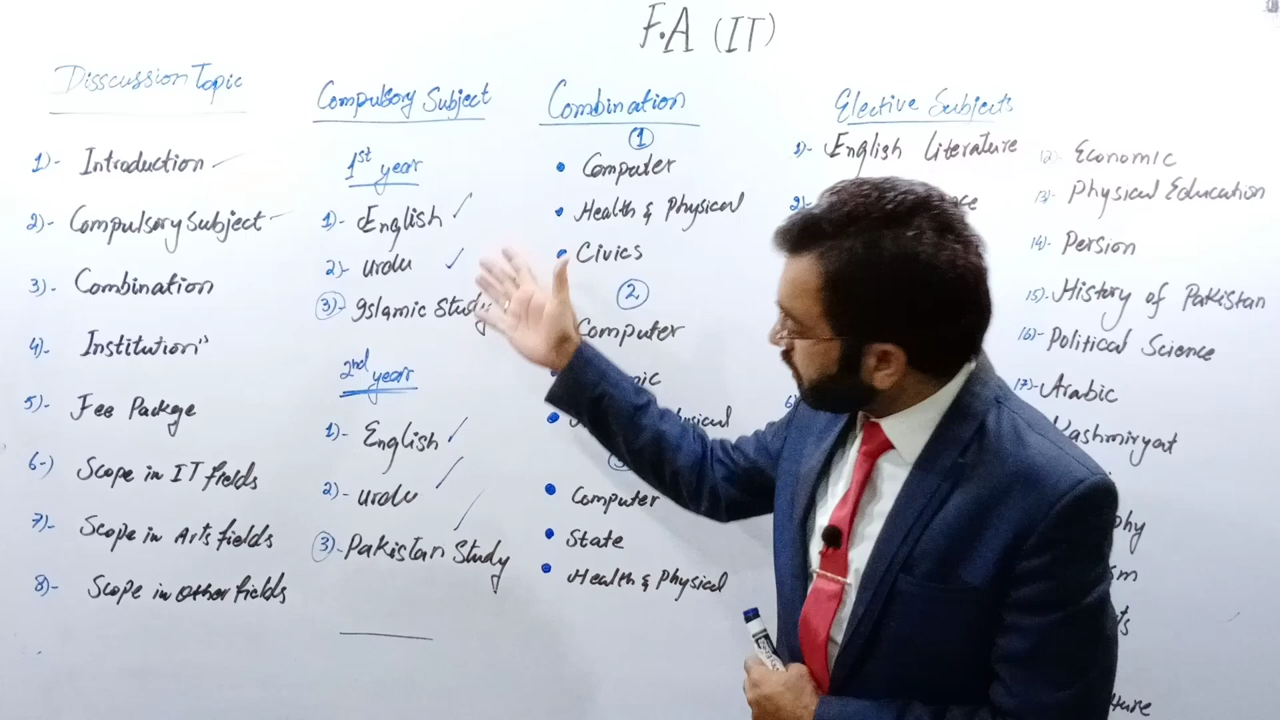 F.A (IT)
Disscussion Topic
1)- Introduction
2)- Compulsory Subject
3)- Combination
4)- Institution"
5)- Fee Packge
6-) Scope in IT fields
7)- Scope in Arts fields
8)- Scope in other fields
Compulsory Subject
1st year
1)- English ✓
2)- urdu ✓
3)- Islamic Study
2nd year
1)- English ✓
2)- urdu ✓
3)- Pakistan Study
Combination
1
• Computer
• Health & Physical
• Civics
2
Computer
•
3
• Computer
• State
• Health & Physical
Elective Subjects
1)- English Literature
2)-
6)
12) Economic
13)- Physical Education
14)- Persion
15)- History of Pakistan
16)- Political Science
17)- Arabic
Kashmiryat